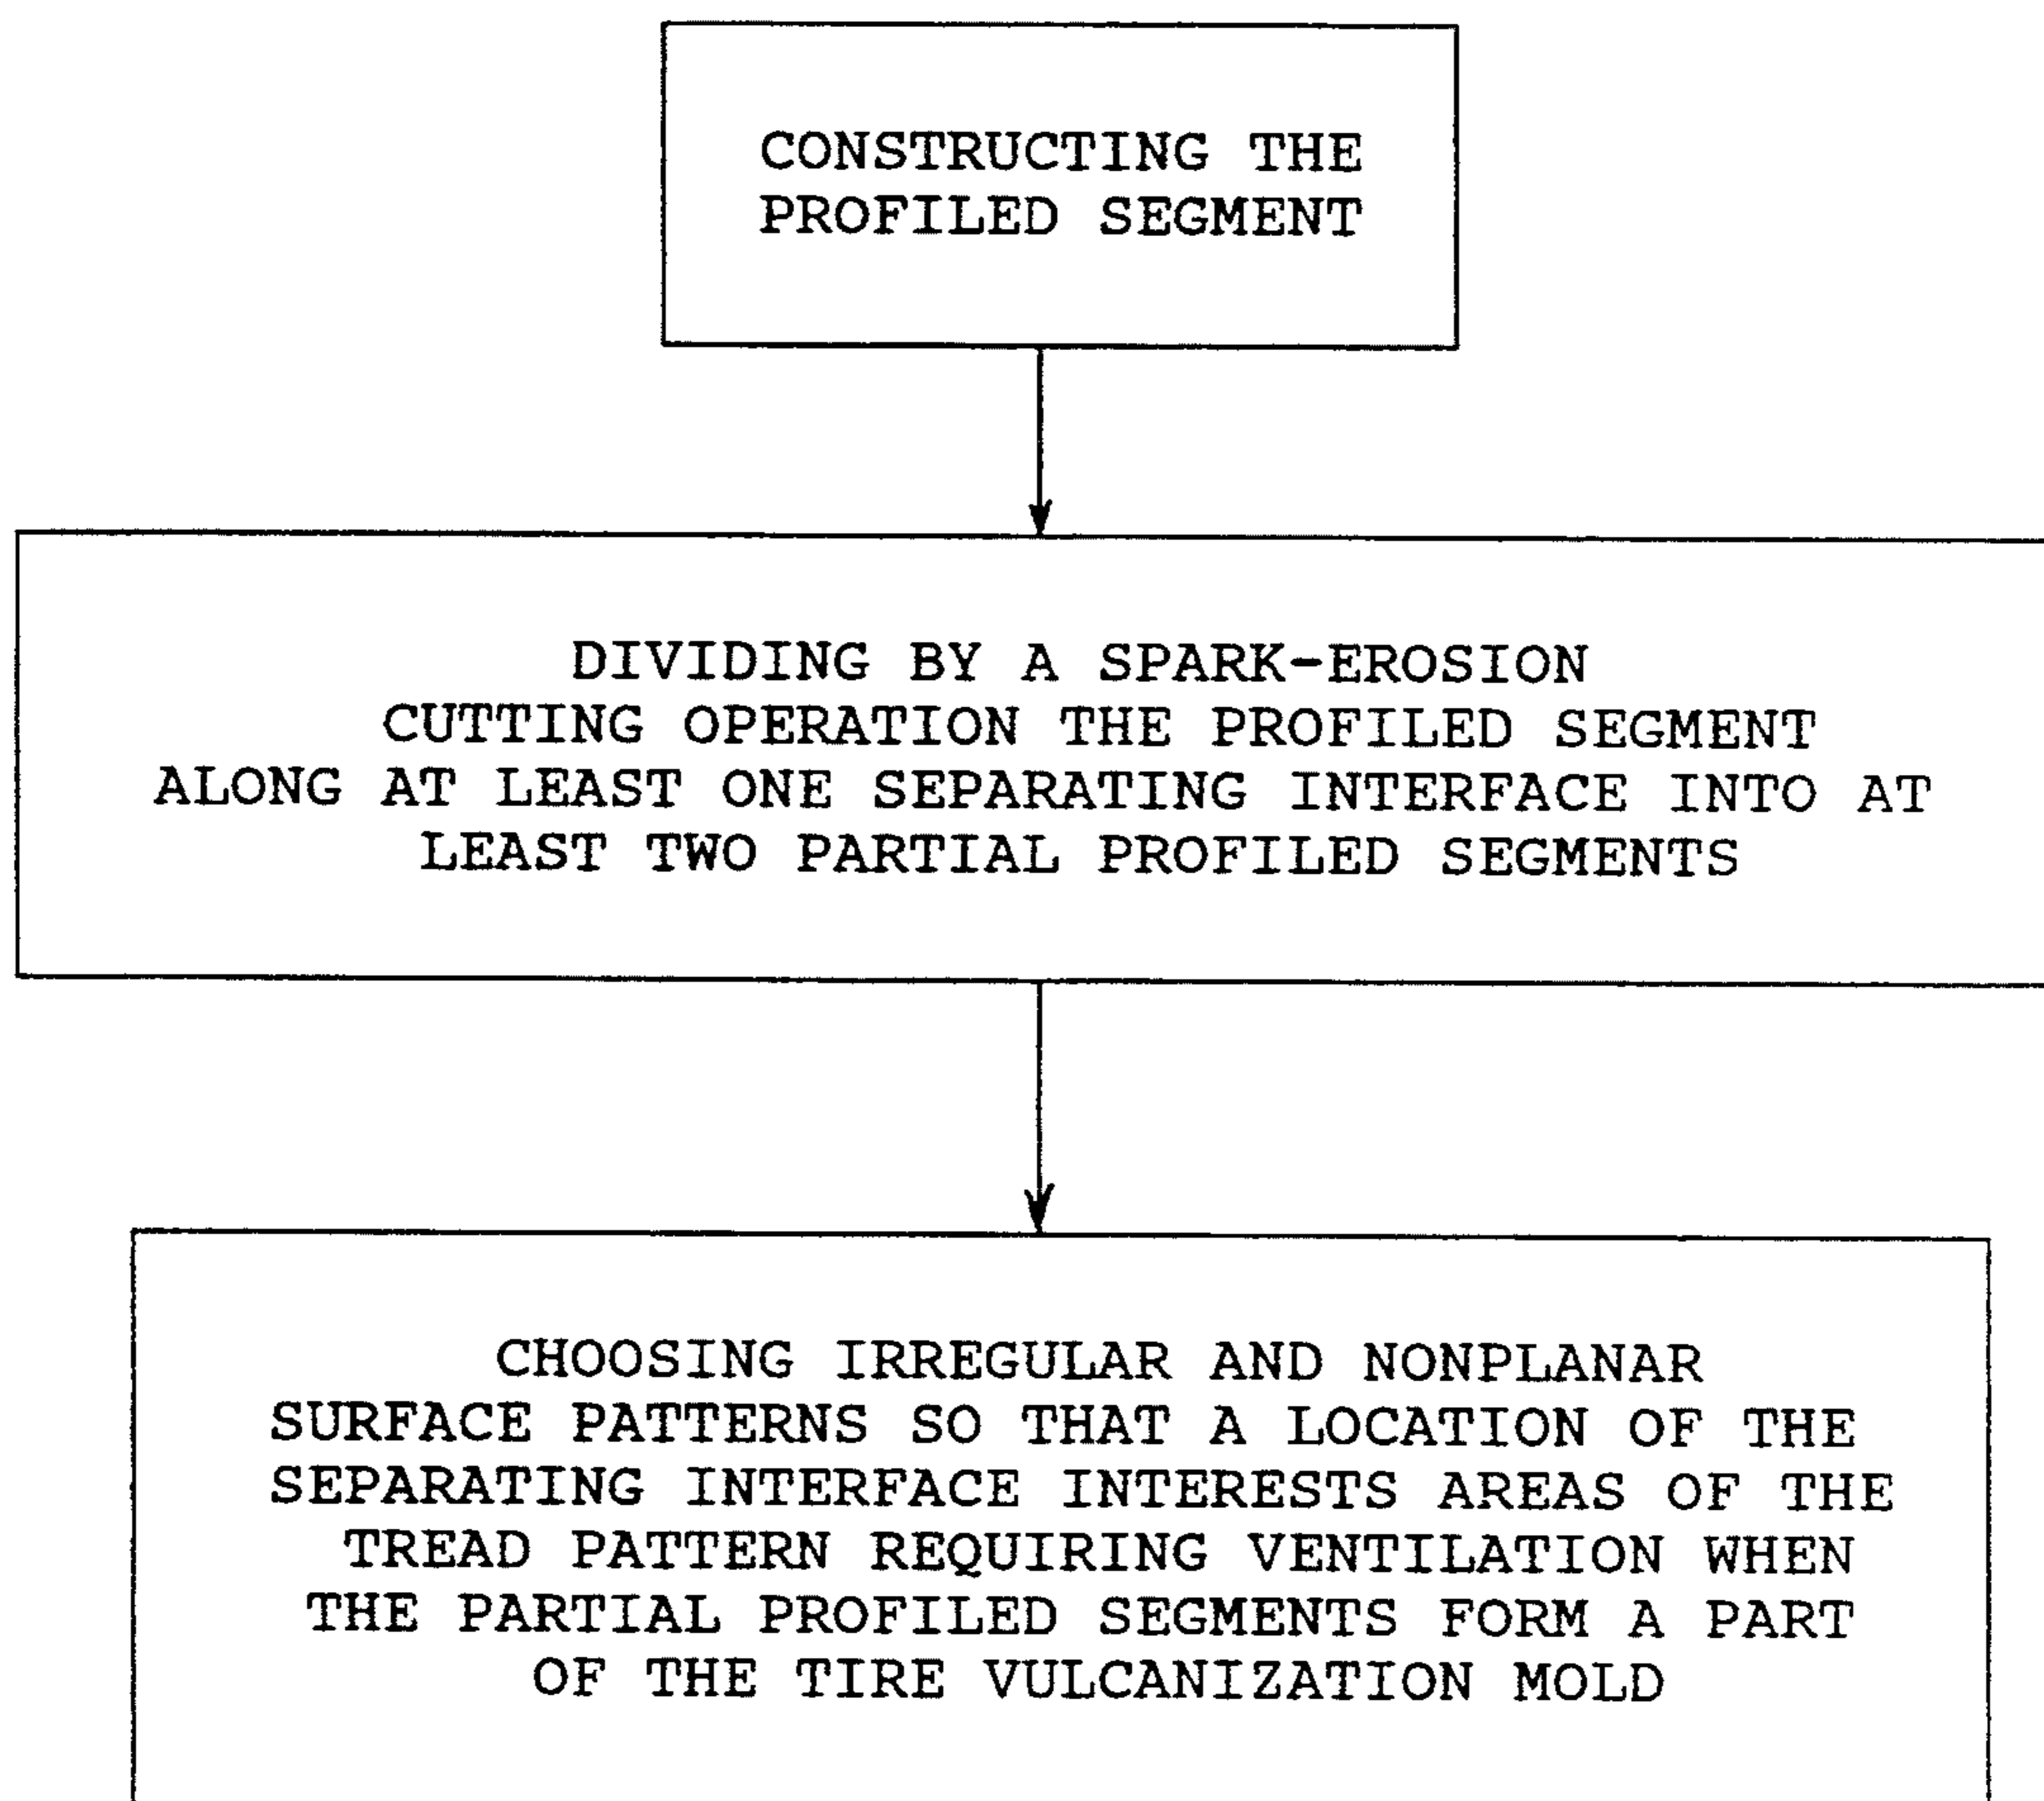 CONSTRUCTING THE
PROFILED SEGMENT
DIVIDING BY A SPARK-EROSION
CUTTING OPERATION THE PROFILED SEGMENT
ALONG AT LEAST ONE SEPARATING INTERFACE INTO AT
LEAST TWO PARTIAL PROFILED SEGMENTS
CHOOSING IRREGULAR AND NONPLANAR
SURFACE PATTERNS SO THAT A LOCATION OF THE
SEPARATING INTERFACE INTERESTS AREAS OF THE
TREAD PATTERN REQUIRING VENTILATION WHEN
THE PARTIAL PROFILED SEGMENTS FORM A PART
OF THE TIRE VULCANIZATION MOLD